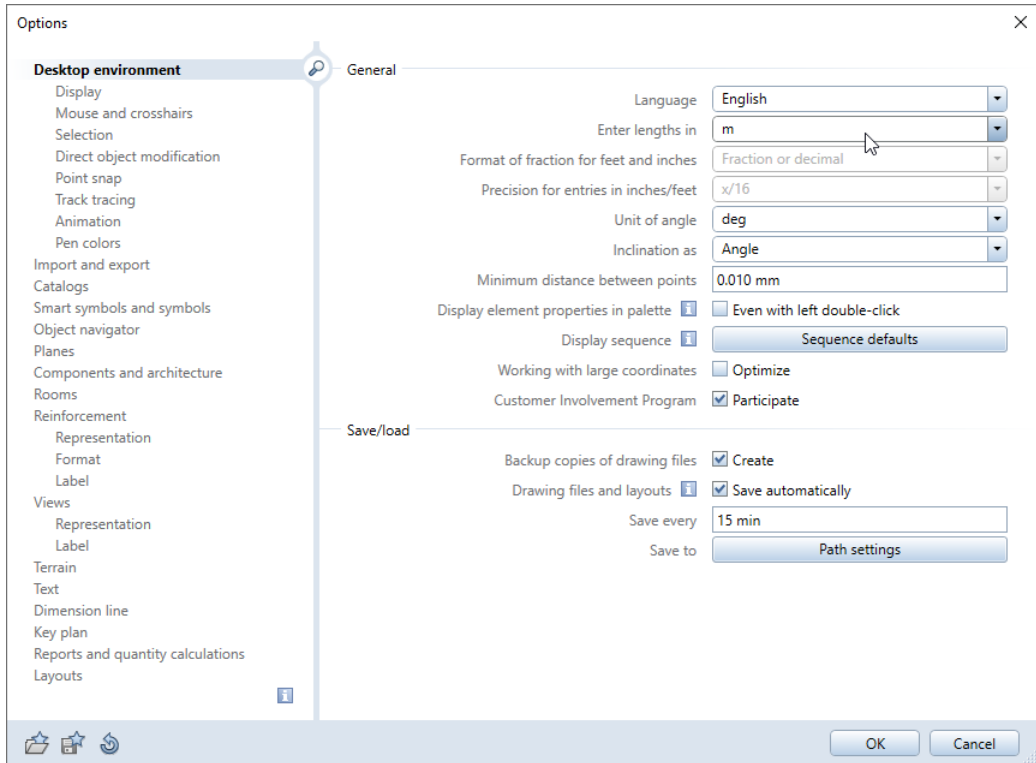 Options
Desktop environment
Display
Mouse and crosshairs
Selection
Direct object modification
Point snap
Track tracing
Animation
Pen colors
Import and export
Catalogs
Smart symbols and symbols
Object navigator
Planes
Components and architecture
Rooms
Reinforcement
Representation
Format
Label
Views
Representation
Label
Terrain
Text
Dimension line
Key plan
Reports and quantity calculations
Layouts
General
Language English
Enter lengths in m
Format of fraction for feet and inches Fraction or decimal
Precision for entries in inches/feet x/16
Unit of angle deg
Inclination as Angle
Minimum distance between points 0.010 mm
Display element properties in palette i Even with left double-click
Display sequence i Sequence defaults
Working with large coordinates Optimize
Customer Involvement Program Participate
Save/load
Backup copies of drawing files Create
Drawing files and layouts i Save automatically
Save every 15 min
Save to Path settings
i
OK Cancel